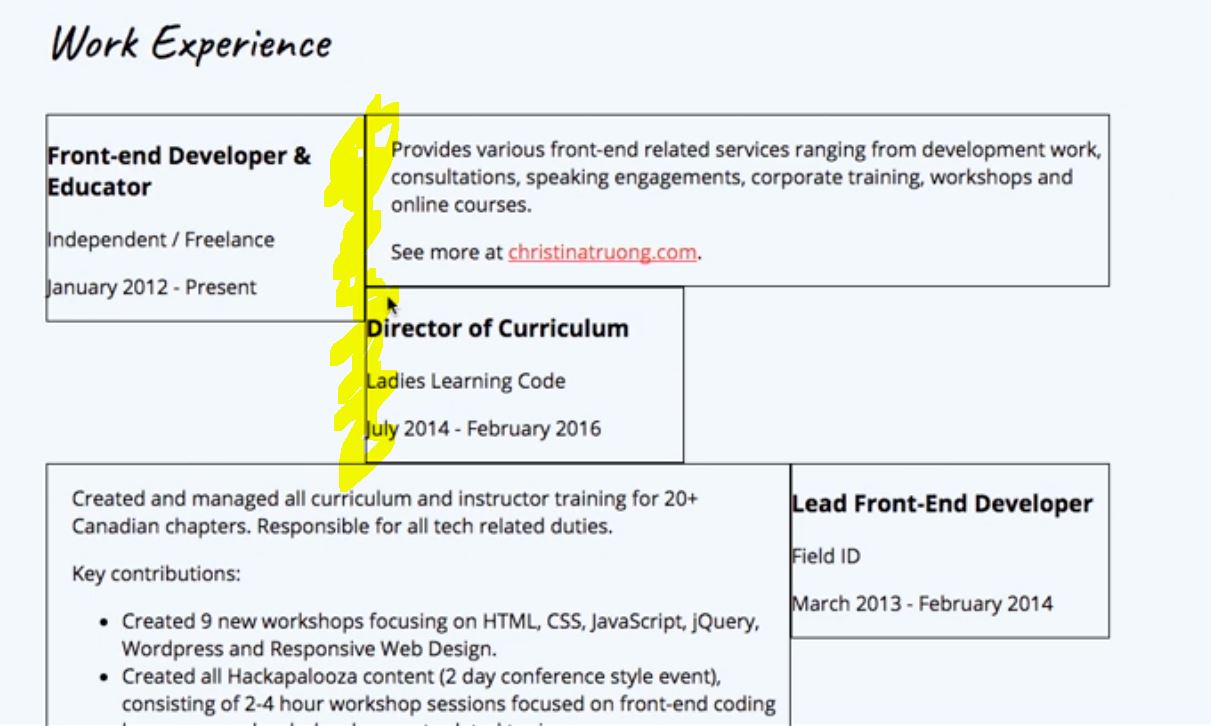 Work Experience
Front-end Developer &
Educator
Independent / Freelance
January 2012 - Present
Provides various front-end related services ranging from development work,
consultations, speaking engagements, corporate training, workshops and
online courses.
See more at christinatruong.com.
Director of Curriculum
Ladies Learning Code
July 2014 - February 2016
Created and managed all curriculum and instructor training for 20+
Canadian chapters. Responsible for all tech related duties.
Key contributions:
• Created 9 new workshops focusing on HTML, CSS, JavaScript, jQuery,
Wordpress and Responsive Web Design.
• Created all Hackapalooza content (2 day conference style event),
consisting of 2-4 hour workshop sessions focused on front-end coding
Lead Front-End Developer
Field ID
March 2013 - February 2014